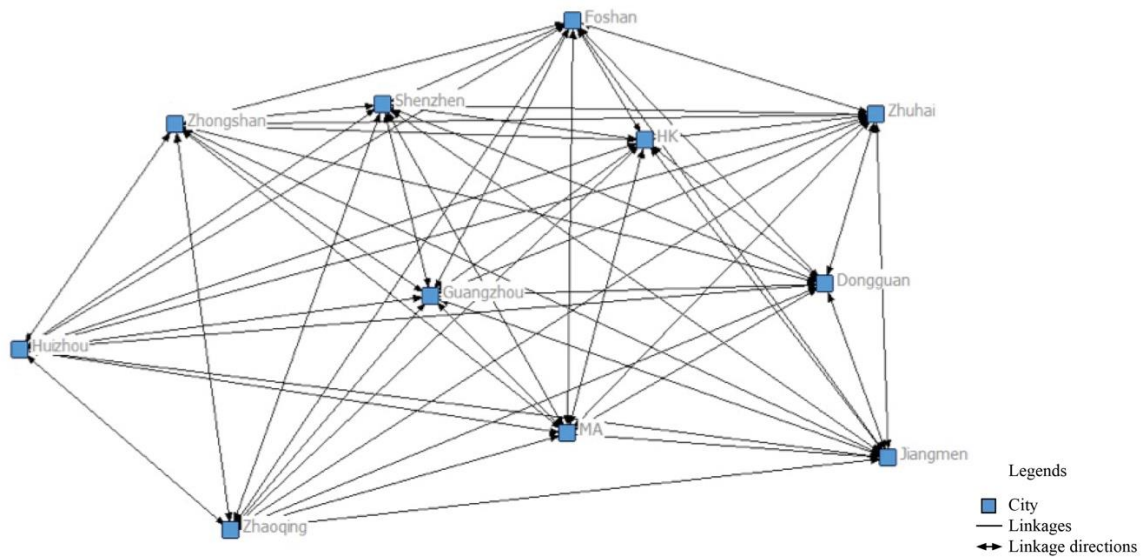 Foshan
Shenzhen
Zhongshan
Zhuhai
HK
Dongguan
Guangzhou
Huizhou
MA
Jiangmen
Zhaoqing
Legends
City
Linkages
Linkage directions